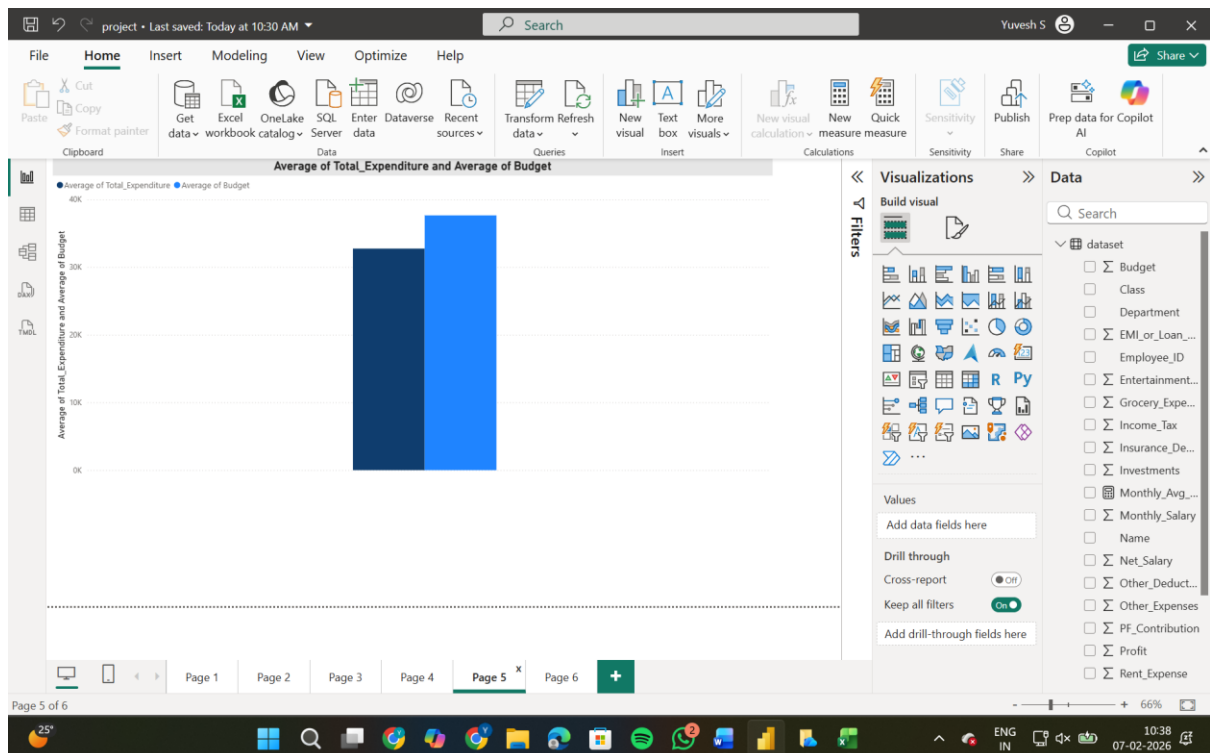 project • Last saved: Today at 10:30 AM
Search
Yuvesh S
File Home Insert Modeling View Optimize Help
Share
Paste
Cut
Copy
Format painter
Clipboard
Get data
Excel workbook
OneLake catalog
SQL Server
Enter data
Dataverse
Recent sources
Data
Transform data
Refresh
Queries
New visual
Text box
More visuals
Insert
New visual calculation
New measure
Quick measure
Calculations
Sensitivity
Sensitivity
Publish
Share
Prep data for AI
Copilot
Copilot
Average of Total_Expenditure and Average of Budget
Average of Total_Expenditure Average of Budget
Average of Total_Expenditure and Average of Budget
40K
30K
20K
10K
0K
DAX
TMDL
Filters
Visualizations
Build visual
123
R Py
...
Values
Add data fields here
Drill through
Cross-report Off
Keep all filters On
Add drill-through fields here
Data
Search
dataset
Σ Budget
Class
Department
Σ EMI_or_Loan_...
Employee_ID
Σ Entertainment...
Σ Grocery_Expe...
Σ Income_Tax
Σ Insurance_De...
Σ Investments
Monthly_Avg_...
Σ Monthly_Salary
Name
Σ Net_Salary
Σ Other_Deduct...
Σ Other_Expenses
Σ PF_Contribution
Σ Profit
Σ Rent_Expense
Page 1 Page 2 Page 3 Page 4 Page 5 x Page 6 +
Page 5 of 6
- + 66%
25°
2
ENG
IN
10:38
07-02-2026